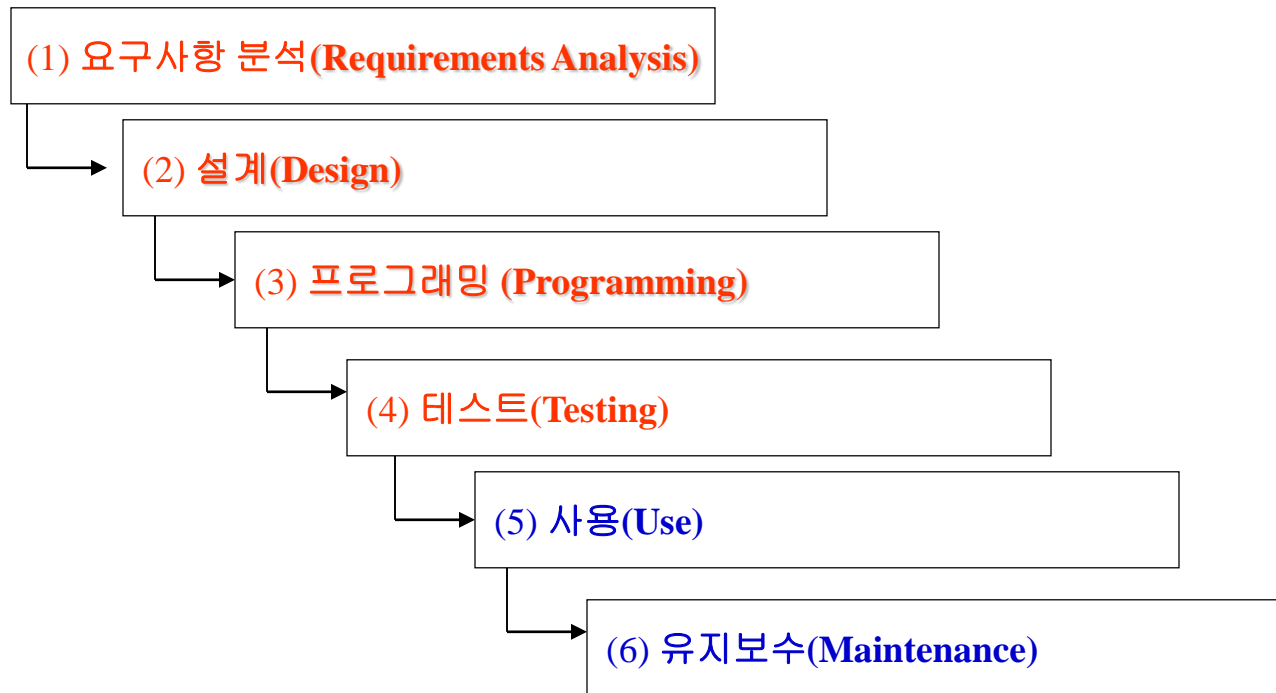 (1) 요구사항 분석(Requirements Analysis)
(2) 설계(Design)
(3) 프로그래밍 (Programming)
(4) 테스트(Testing)
(5) 사용(Use)
(6) 유지보수(Maintenance)